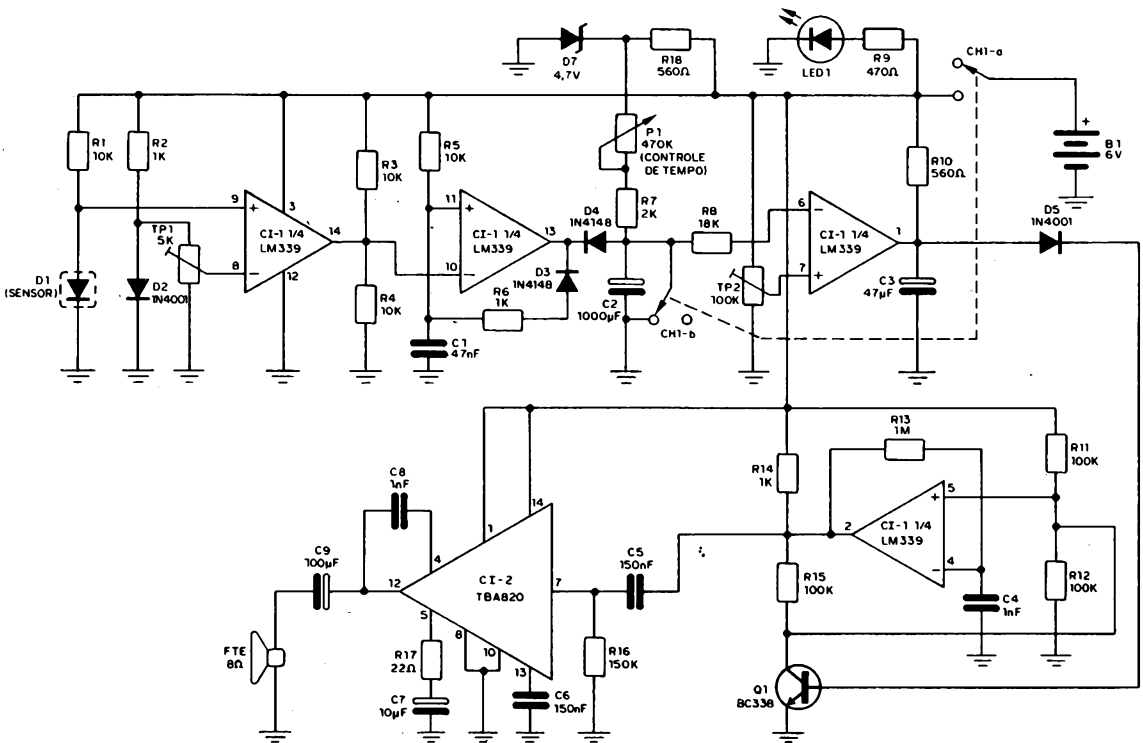 D7
4,7V
R18
560Ω
LED1
R9
470Ω
CH1-a
R1
10K
R2
1K
R3
10K
R5
10K
P1
470K
(CONTROLE
DE TEMPO)
R10
560Ω
+
B1
6V
TP1
5K
9
+
3
CI-1 1/4
LM339
14
8
−
12
11
+
CI-1 1/4
LM339
13
10
−
D4
1N4148
R7
2K
R8
18K
6
−
CI-1 1/4
LM339
1
7
+
D5
1N4001
D1
(SENSOR)
D2
1N4001
R4
10K
R6
1K
D3
1N4148
C2
1000µF
TP2
100K
C3
47µF
C1
47nF
CH1-b
R13
1M
R11
100K
C8
1nF
R14
1K
1
14
5
+
2
CI-1 1/4
LM339
C9
100µF
4
12
CI-2
TBA820
7
C5
150nF
R15
100K
4
−
R12
100K
C4
1nF
5
8
10
13
FTE
8Ω
R17
22Ω
R16
150K
C7
10µF
C6
150nF
Q1
BC338